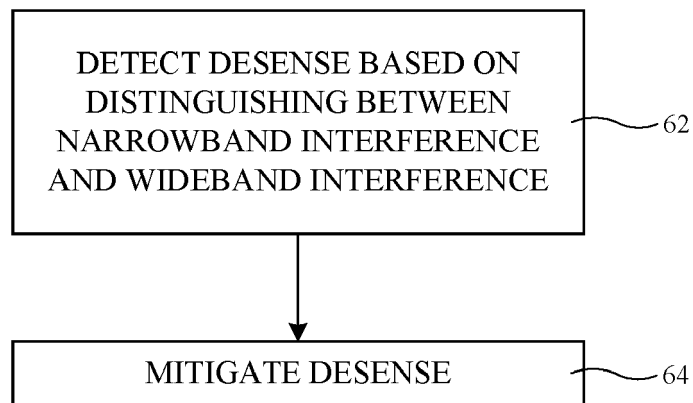 DETECT DESENSE BASED ON
DISTINGUISHING BETWEEN
NARROWBAND INTERFERENCE
AND WIDEBAND INTERFERENCE
62
MITIGATE DESENSE
64